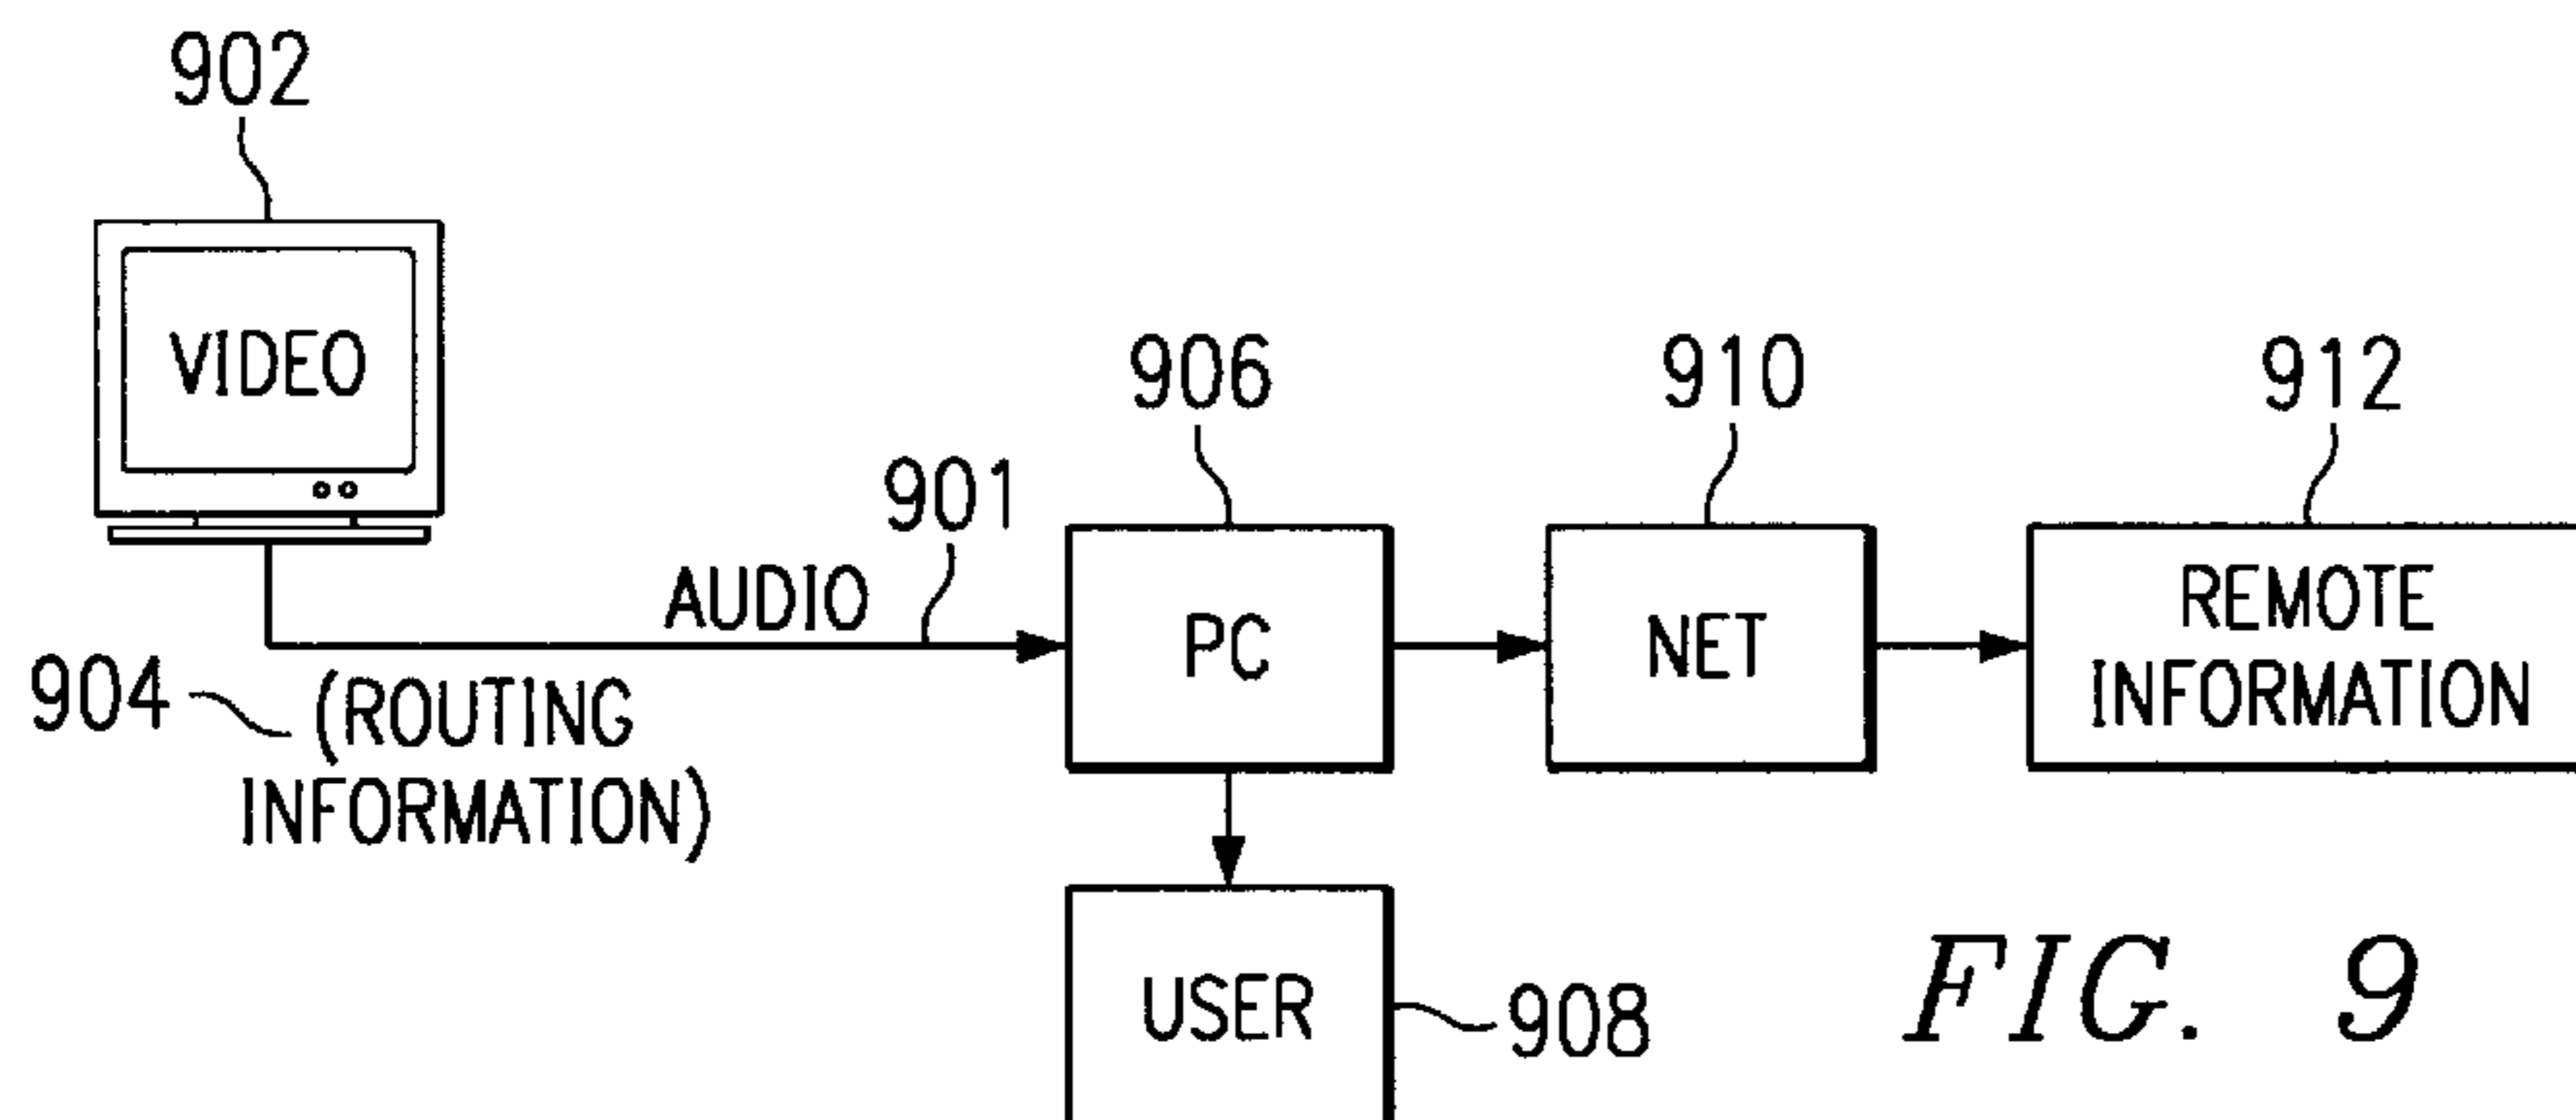 902
VIDEO
906
910
912
901
AUDIO
PC
NET
REMOTE
INFORMATION
904
(ROUTING
INFORMATION)
USER
908
FIG. 9